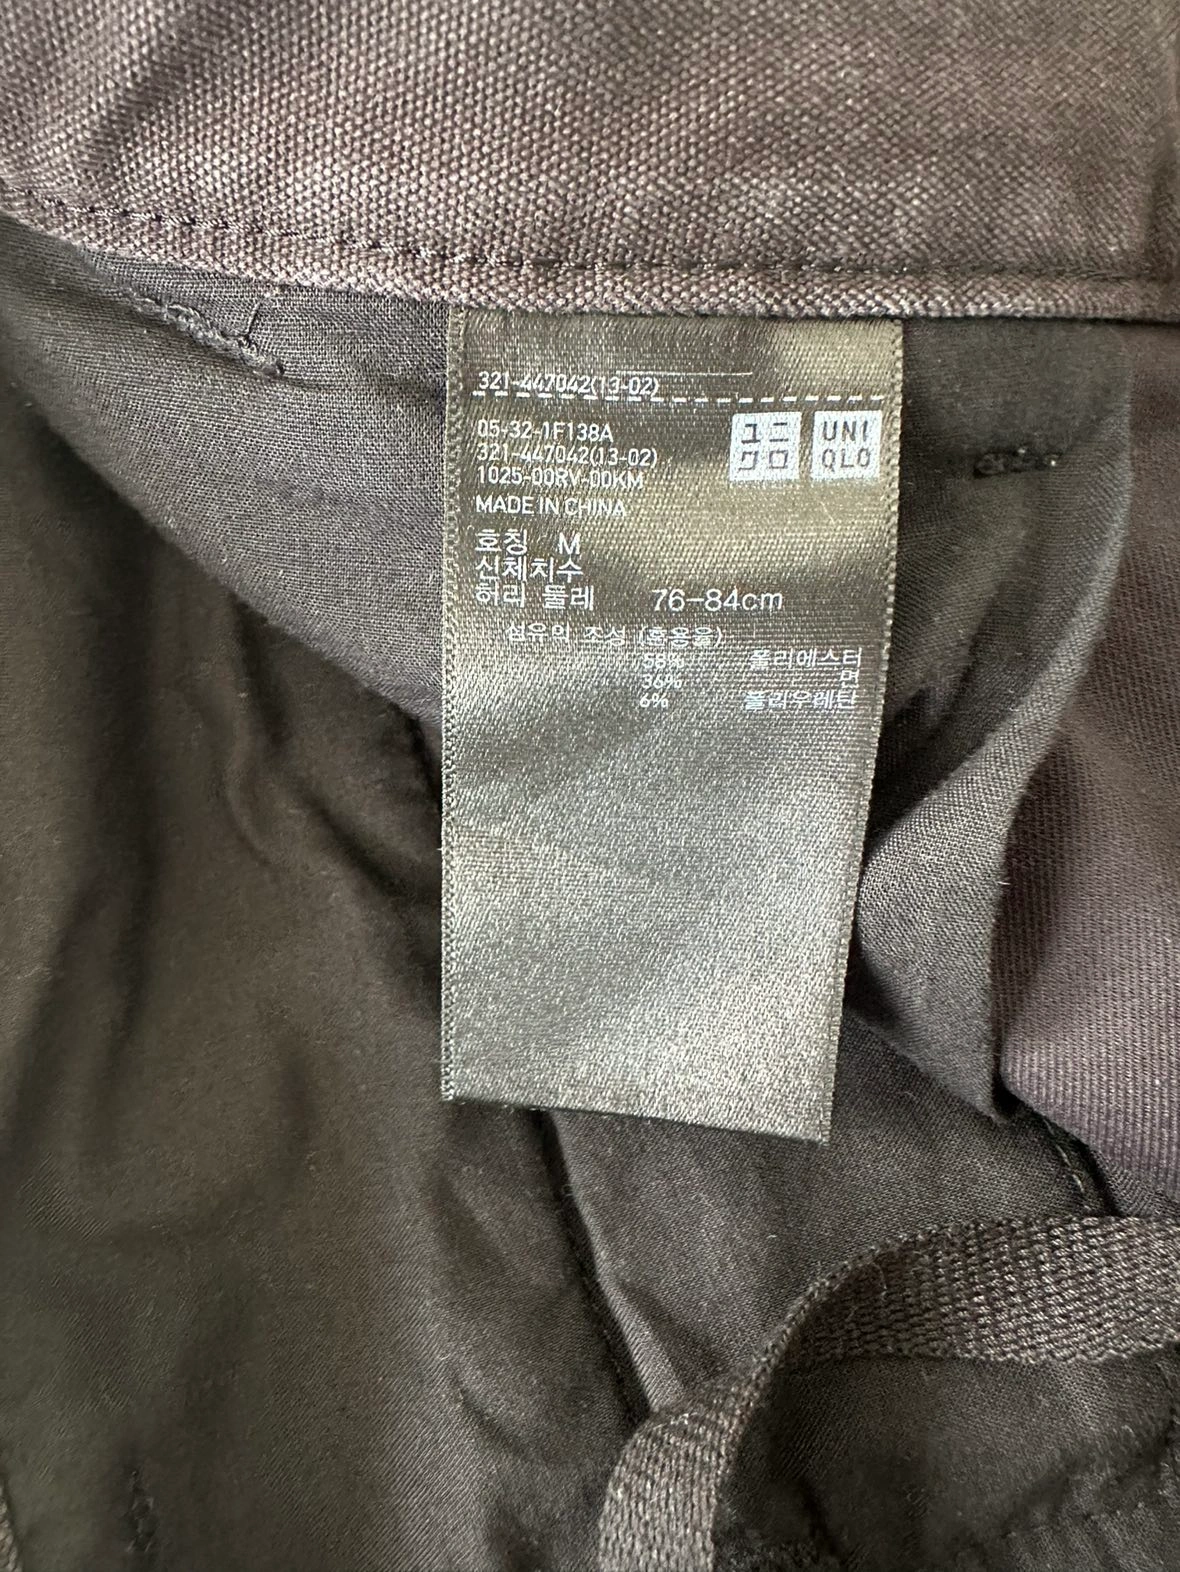 321-447042(13-02)
05-32-1F138A
321-447042(13-02)
1025-00RV-00KM
MADE IN CHINA
ユニ
クロ
UNI
QLO
호칭 M
신체치수
허리 둘레 76-84cm
섬유의 조성 (혼용율)
58% 폴리에스터
36% 면
6% 폴리우레탄